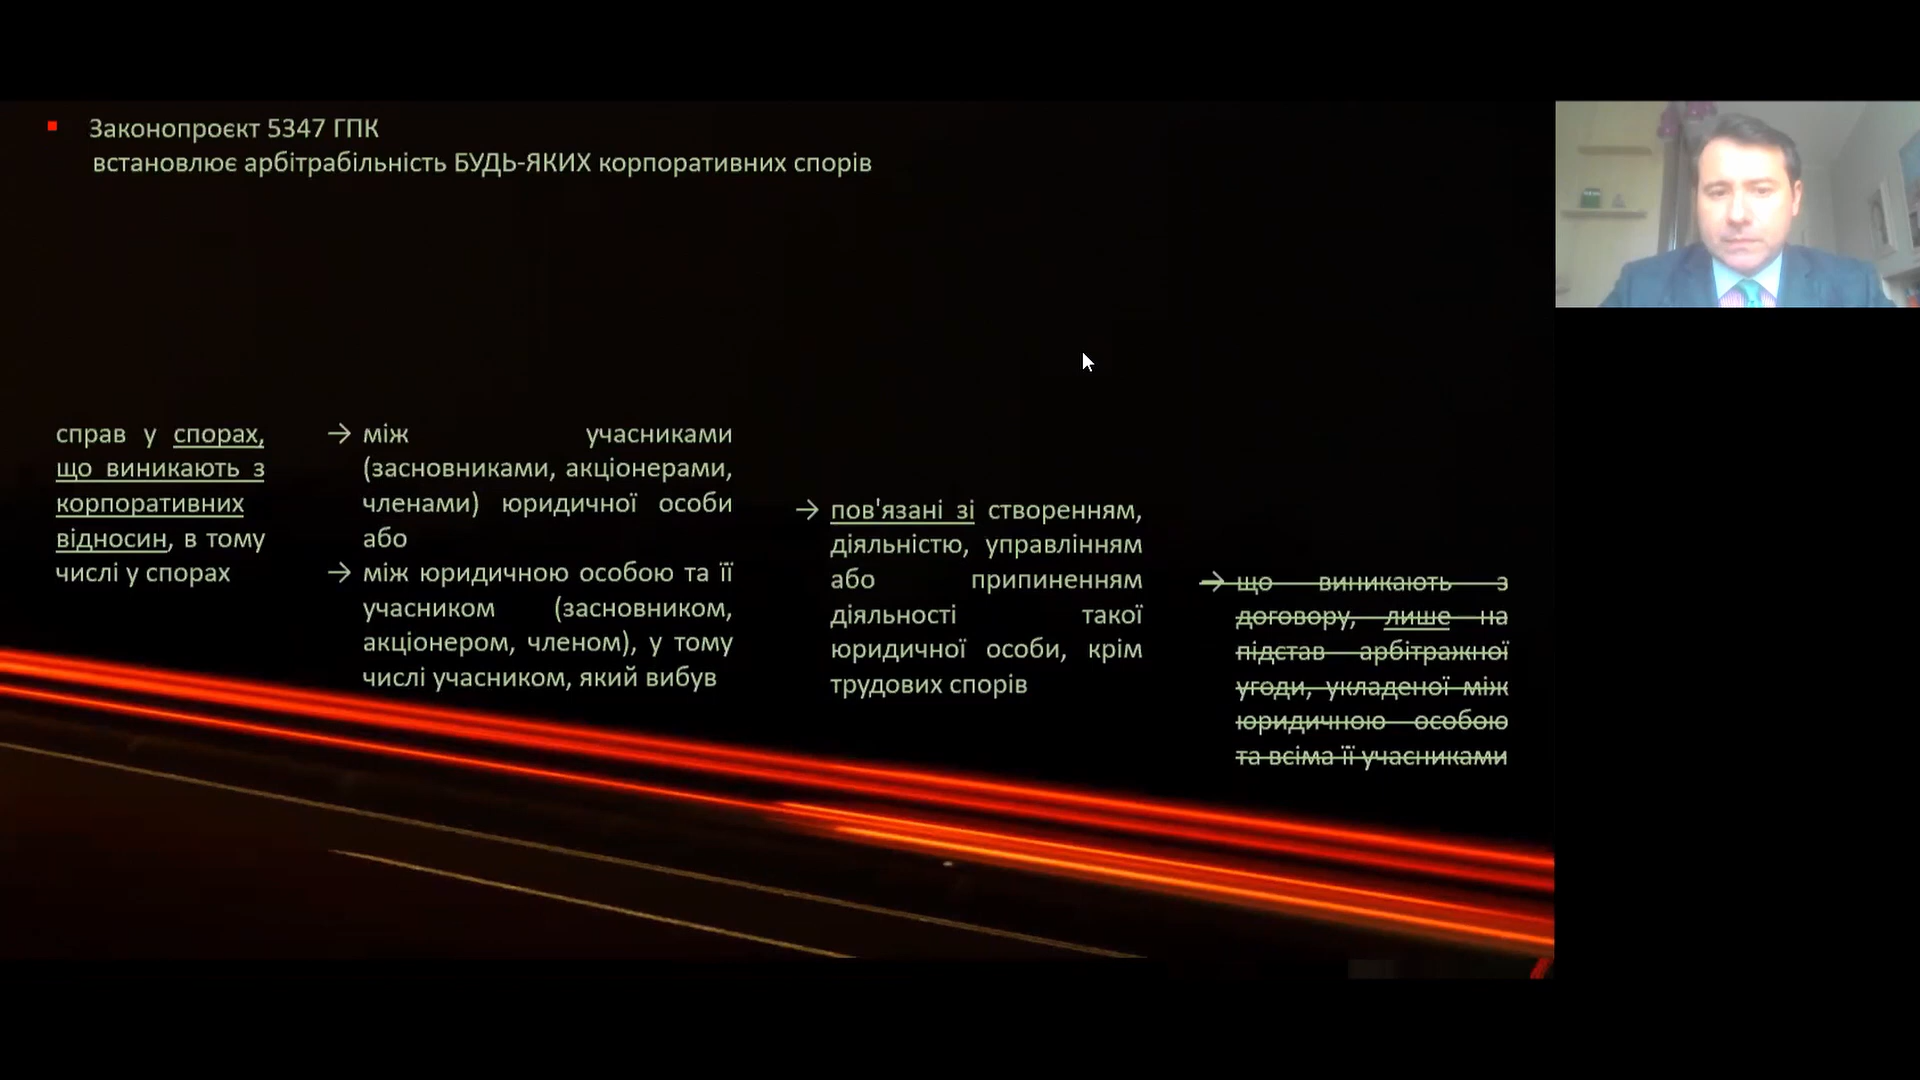 Законопроєкт 5347 ГПК
встановлює арбітрабільність БУДЬ-ЯКИХ корпоративних спорів
справ у спорах,
що виникають з
корпоративних
відносин, в тому
числі у спорах
→ між учасниками
(засновниками, акціонерами,
членами) юридичної особи
або
→ між юридичною особою та її
учасником (засновником,
акціонером, членом), у тому
числі учасником, який вибув
→ пов'язані зі створенням,
діяльністю, управлінням
або припиненням
діяльності такої
юридичної особи, крім
трудових спорів
→ що виникають з
договору, лише на
підстав арбітражної
угоди, укладеної між
юридичною особою
та всіма її учасниками